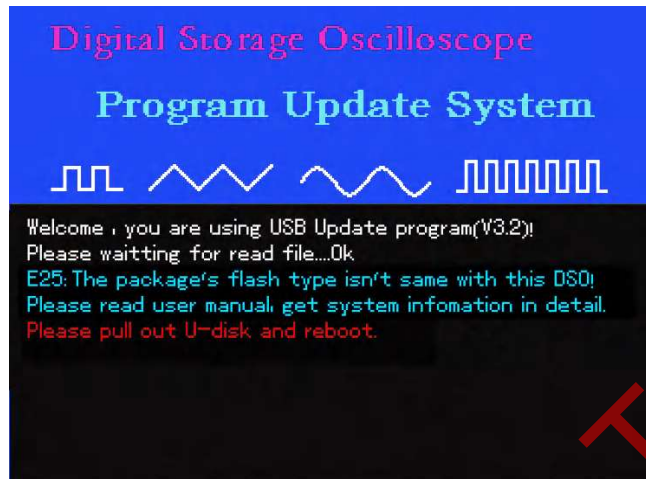 Digital Storage Oscilloscope
Program Update System
Welcome , you are using USB Update program(V3.2)!
Please waitting for read file....Ok
E25: The package's flash type isn't same with this DSO!
Please read user manual, get system infomation in detail.
Please pull out U-disk and reboot.